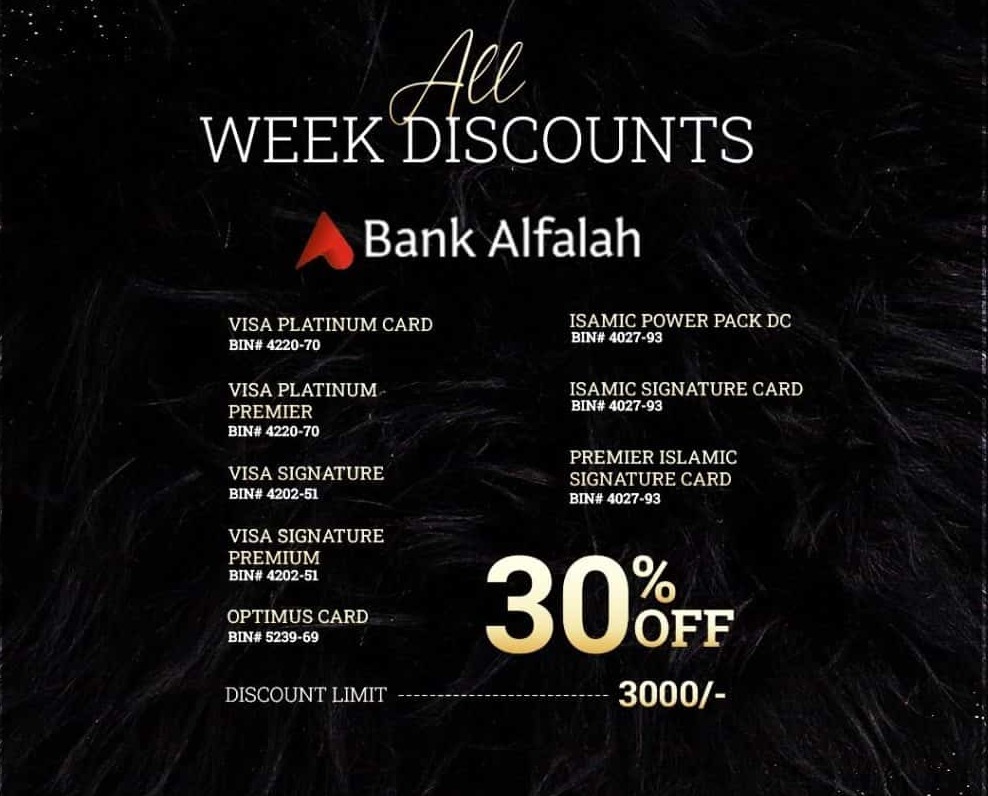 All
WEEK DISCOUNTS
Bank Alfalah
VISA PLATINUM CARD
BIN# 4220-70
VISA PLATINUM
PREMIER
BIN# 4220-70
VISA SIGNATURE
BIN# 4202-51
VISA SIGNATURE
PREMIUM
BIN# 4202-51
OPTIMUS CARD
BIN# 5239-69
ISAMIC POWER PACK DC
BIN# 4027-93
ISAMIC SIGNATURE CARD
BIN# 4027-93
PREMIER ISLAMIC
SIGNATURE CARD
BIN# 4027-93
30% OFF
DISCOUNT LIMIT --------------------------- 3000/-